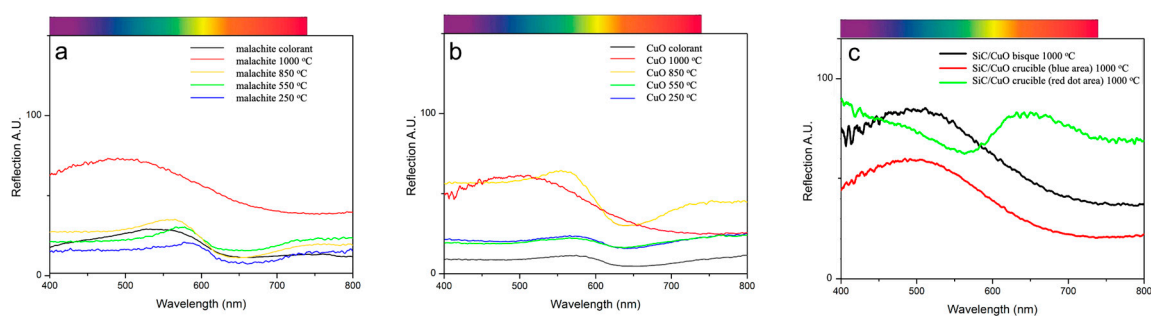 a
malachite colorant
malachite 1000 °C
malachite 850 °C
malachite 550 °C
malachite 250 °C
100
0
Reflection A.U.
400 500 600 700 800
Wavelength (nm)
b
CuO colorant
CuO 1000 °C
CuO 850 °C
CuO 550 °C
CuO 250 °C
100
0
Reflection A.U.
400 500 600 700 800
Wavelength (nm)
c
SiC/CuO bisque 1000 °C
SiC/CuO crucible (blue area) 1000 °C
SiC/CuO crucible (red dot area) 1000 °C
100
0
Reflection A.U.
400 500 600 700 800
Wavelength (nm)